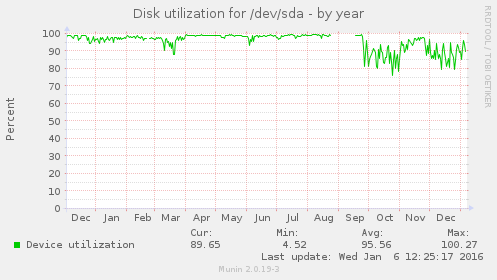 Disk utilization for /dev/sda - by year
RRDTOOL / TOBI OETIKER
Percent
100
90
80
70
60
50
40
30
20
10
0
Dec Jan Feb Mar Apr May Jun Jul Aug Sep Oct Nov Dec
Cur: Min: Avg: Max:
Device utilization 89.65 4.52 95.56 100.27
Last update: Wed Jan 6 12:25:17 2016
Munin 2.0.19-3